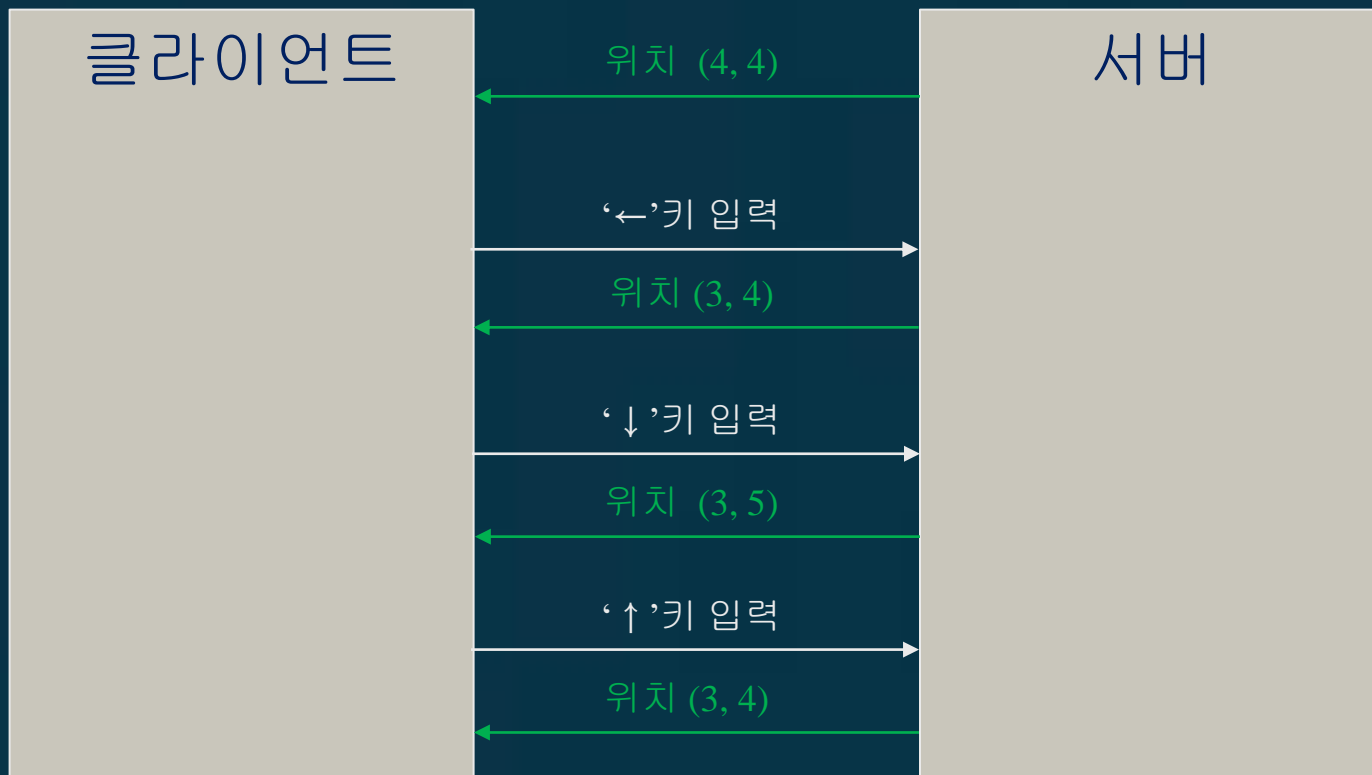 클라이언트
서버
위치 (4, 4)
‘←’키 입력
위치 (3, 4)
‘↓’키 입력
위치 (3, 5)
‘↑’키 입력
위치 (3, 4)